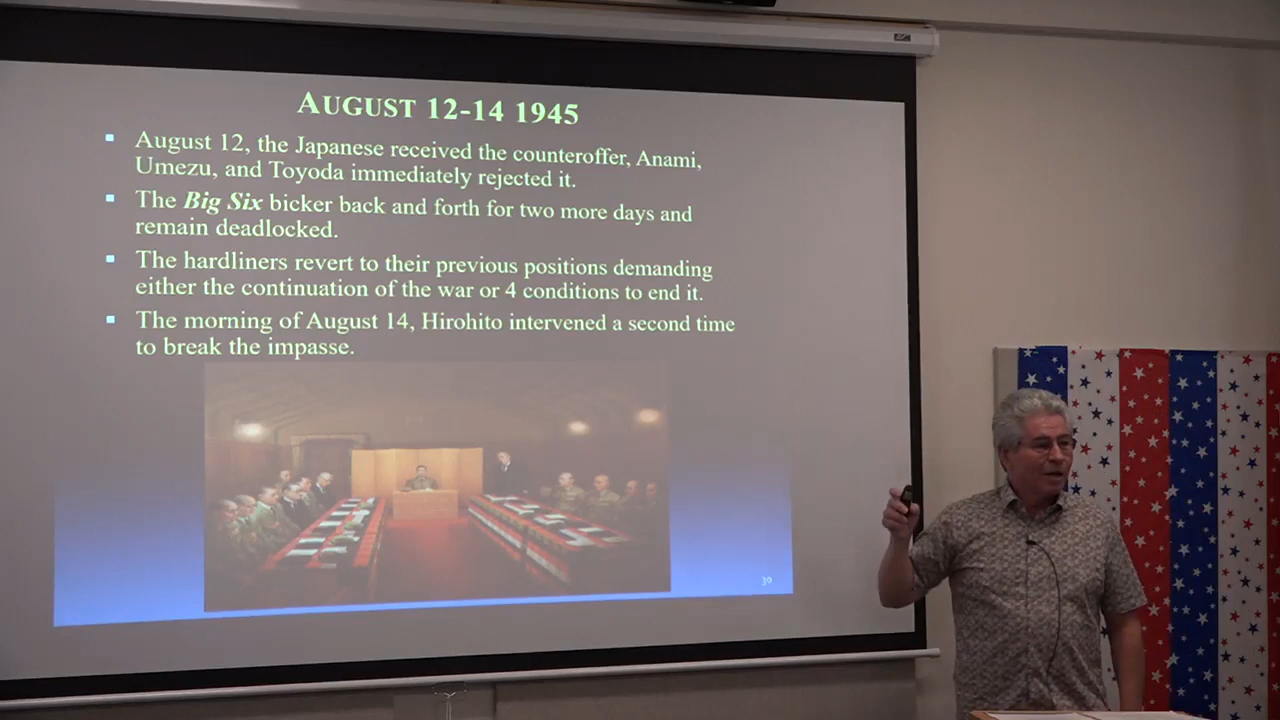 AUGUST 12-14 1945
▪ August 12, the Japanese received the counteroffer, Anami,
Umezu, and Toyoda immediately rejected it.
▪ The Big Six bicker back and forth for two more days and
remain deadlocked.
▪ The hardliners revert to their previous positions demanding
either the continuation of the war or 4 conditions to end it.
▪ The morning of August 14, Hirohito intervened a second time
to break the impasse.
30